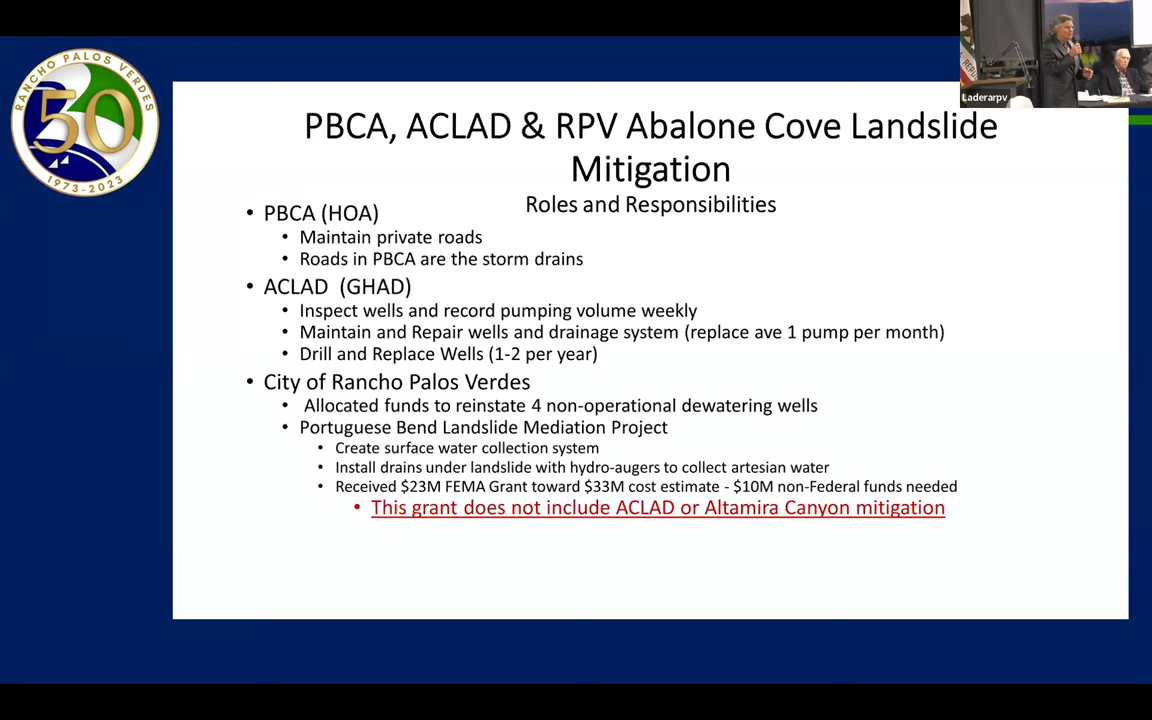 RANCHO PALOS VERDES
50
1973-2023
Laderarpv
PBCA, ACLAD & RPV Abalone Cove Landslide
Mitigation
Roles and Responsibilities
• PBCA (HOA)
• Maintain private roads
• Roads in PBCA are the storm drains
• ACLAD (GHAD)
• Inspect wells and record pumping volume weekly
• Maintain and Repair wells and drainage system (replace ave 1 pump per month)
• Drill and Replace Wells (1-2 per year)
• City of Rancho Palos Verdes
• Allocated funds to reinstate 4 non-operational dewatering wells
• Portuguese Bend Landslide Mediation Project
• Create surface water collection system
• Install drains under landslide with hydro-augers to collect artesian water
• Received $23M FEMA Grant toward $33M cost estimate - $10M non-Federal funds needed
• This grant does not include ACLAD or Altamira Canyon mitigation